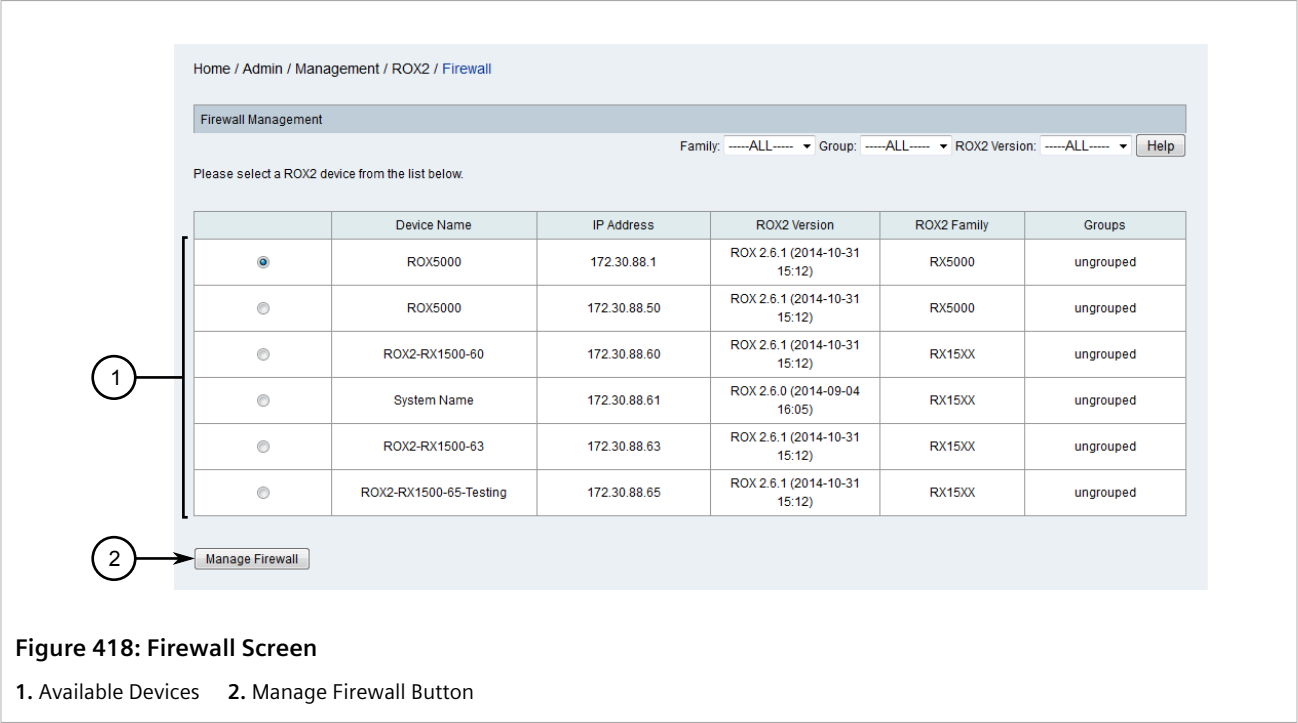 Home / Admin / Management / ROX2 / Firewall
Firewall Management
Family: -----ALL----- Group: -----ALL----- ROX2 Version: -----ALL----- Help
Please select a ROX2 device from the list below.
Device Name IP Address ROX2 Version ROX2 Family Groups
ROX5000 172.30.88.1 ROX 2.6.1 (2014-10-31 15:12) RX5000 ungrouped
ROX5000 172.30.88.50 ROX 2.6.1 (2014-10-31 15:12) RX5000 ungrouped
ROX2-RX1500-60 172.30.88.60 ROX 2.6.1 (2014-10-31 15:12) RX15XX ungrouped
1
System Name 172.30.88.61 ROX 2.6.0 (2014-09-04 16:05) RX15XX ungrouped
ROX2-RX1500-63 172.30.88.63 ROX 2.6.1 (2014-10-31 15:12) RX15XX ungrouped
ROX2-RX1500-65-Testing 172.30.88.65 ROX 2.6.1 (2014-10-31 15:12) RX15XX ungrouped
2 Manage Firewall
Figure 418: Firewall Screen
1. Available Devices 2. Manage Firewall Button